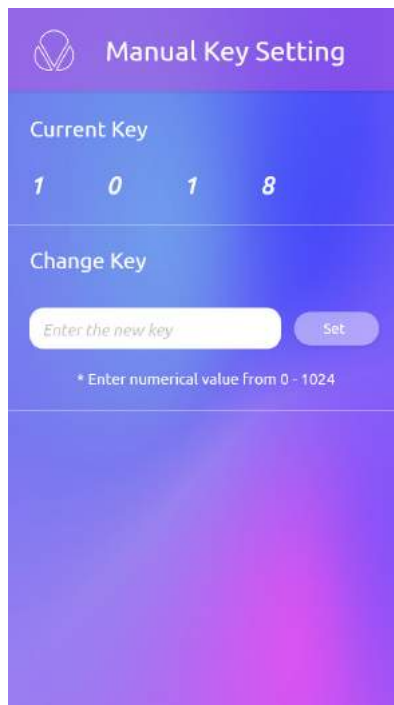 Manual Key Setting
Current Key
1 0 1 8
Change Key
Enter the new key
Set
* Enter numerical value from 0 - 1024